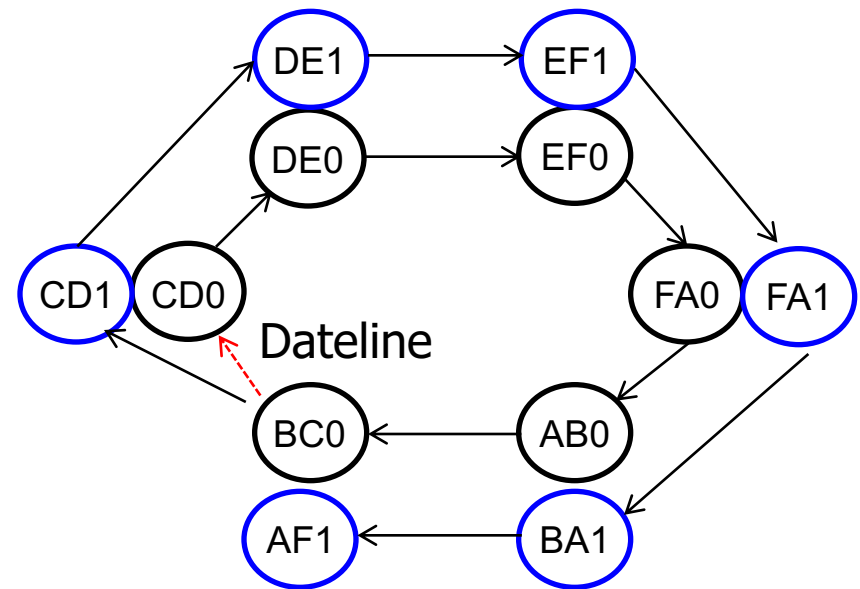 DE1 EF1
DE0 EF0
CD1 CD0 FA0 FA1
Dateline
BC0 AB0
AF1 BA1